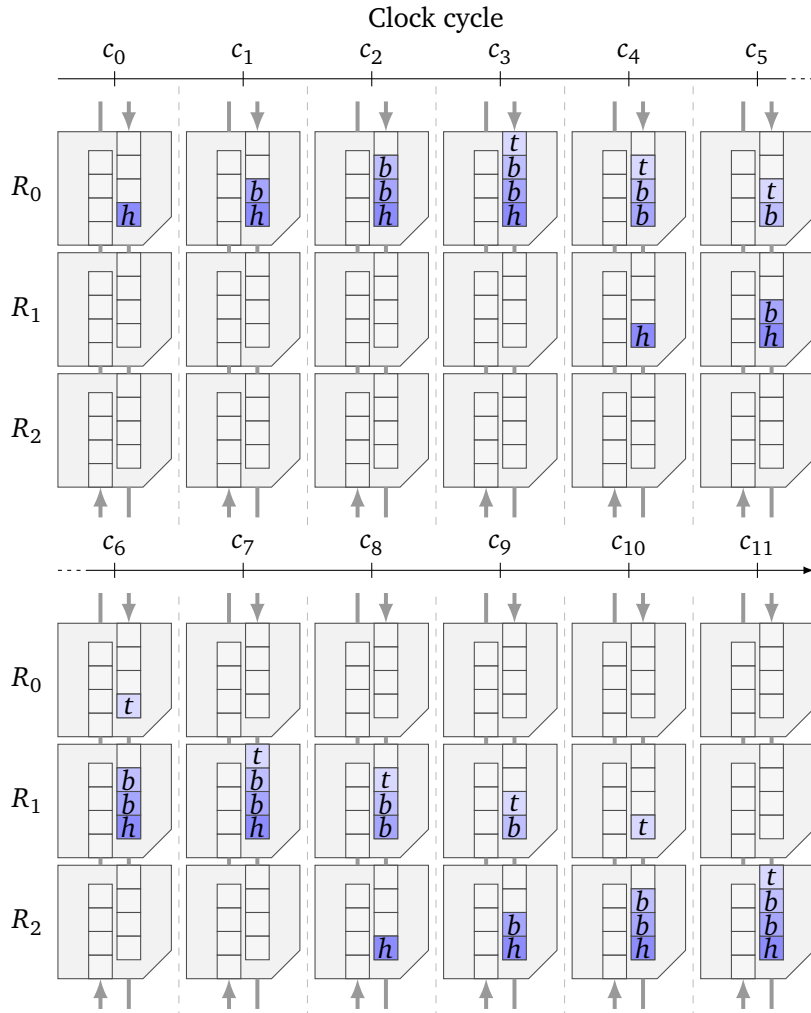 Clock cycle
c0 c1 c2 c3 c4 c5
t
b b t
b b b b t
R0 h h h h b b
b
R1 h h
R2
c6 c7 c8 c9 c10 c11
R0 t
t
b b t
b b b t
R1 h h b b t
t
b b
b b b
R2 h h h h